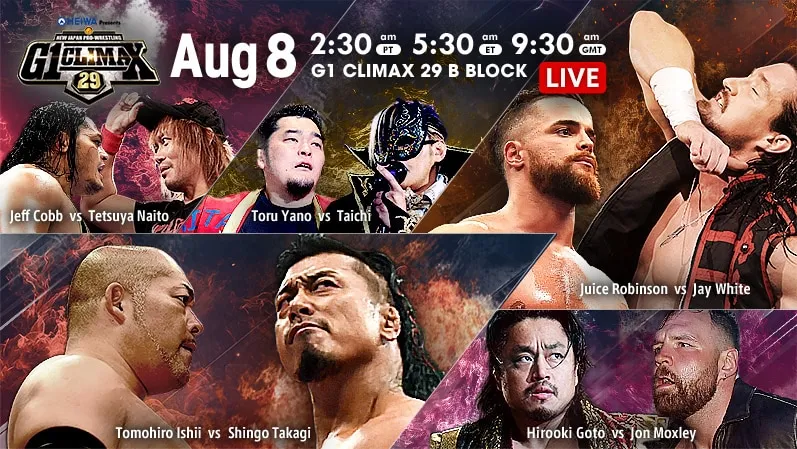 HEIWA Presents
NEW JAPAN PRO-WRESTLING
G1 CLIMAX
29
Aug 8
2:30 am PT 5:30 am ET 9:30 am GMT
G1 CLIMAX 29 B BLOCK
LIVE
Jeff Cobb vs Tetsuya Naito
Toru Yano vs Taichi
Juice Robinson vs Jay White
Tomohiro Ishii vs Shingo Takagi
Hirooki Goto vs Jon Moxley